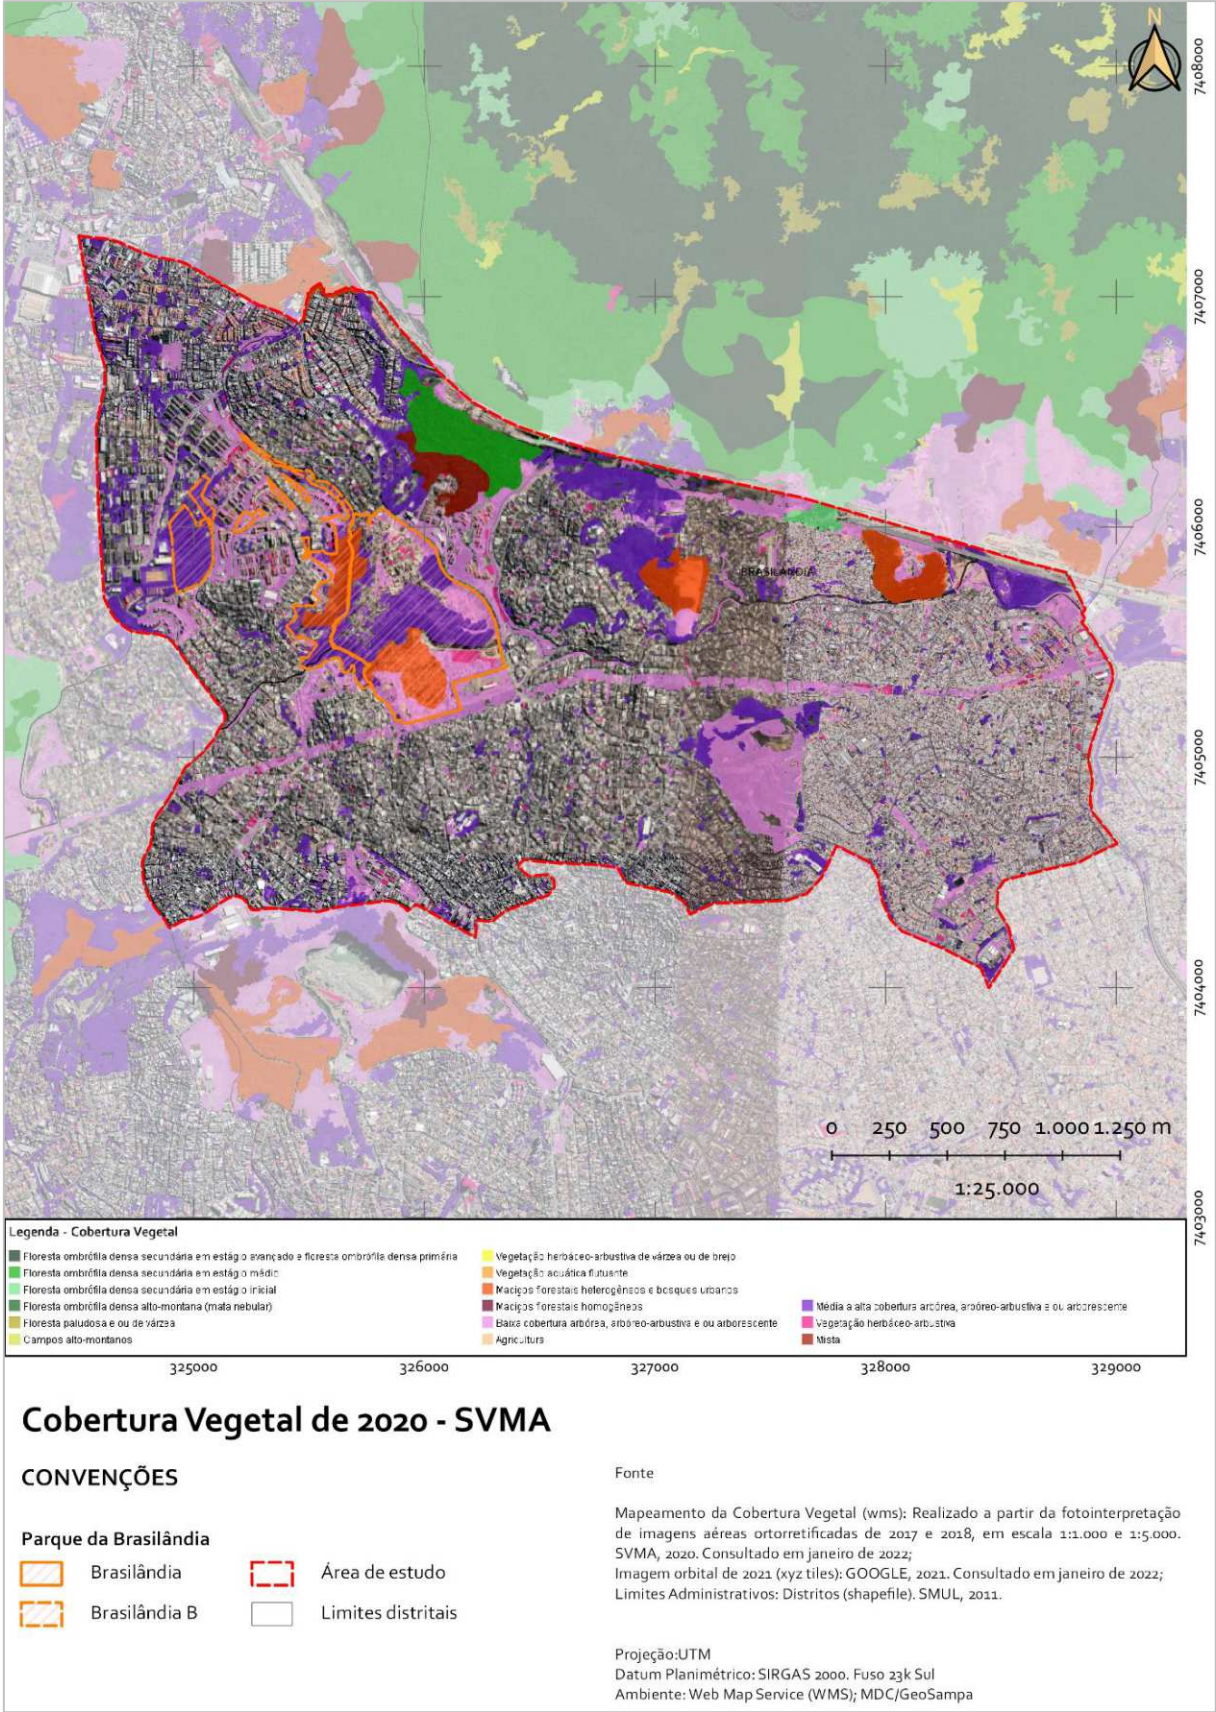 N
7408000
7407000
7406000
BRASILÂNDIA
7405000
7404000
0 250 500 750 1.000 1.250 m
1:25.000
7403000
Legenda - Cobertura Vegetal
Floresta ombrófila densa secundária em estágio avançado e floresta ombrófila densa primária
Floresta ombrófila densa secundária em estágio médio
Floresta ombrófila densa secundária em estágio inicial
Floresta ombrófila densa alto-montana (mata nebular)
Floresta paludosa e ou de várzea
Campos alto-montanos
Vegetação herbáceo-arbustiva de várzea ou de brejo
Vegetação acuática flutuante
Maciços florestais heterogêneos e bosques urbanos
Maciços florestais homogêneos
Baixa cobertura arbórea, arbóreo-arbustiva e ou arborescente
Agricultura
Média a alta cobertura arbórea, arbóreo-arbustiva e ou arborescente
Vegetação herbáceo-arbustiva
Mista
325000 326000 327000 328000 329000
Cobertura Vegetal de 2020 - SVMA
CONVENÇÕES
Parque da Brasilândia
Brasilândia
Brasilândia B
Área de estudo
Limites distritais
Fonte
Mapeamento da Cobertura Vegetal (wms): Realizado a partir da fotointerpretação
de imagens aéreas ortorretificadas de 2017 e 2018, em escala 1:1.000 e 1:5.000.
SVMA, 2020. Consultado em janeiro de 2022;
Imagem orbital de 2021 (xyz tiles): GOOGLE, 2021. Consultado em janeiro de 2022;
Limites Administrativos: Distritos (shapefile). SMUL, 2011.
Projeção:UTM
Datum Planimétrico: SIRGAS 2000. Fuso 23k Sul
Ambiente: Web Map Service (WMS); MDC/GeoSampa